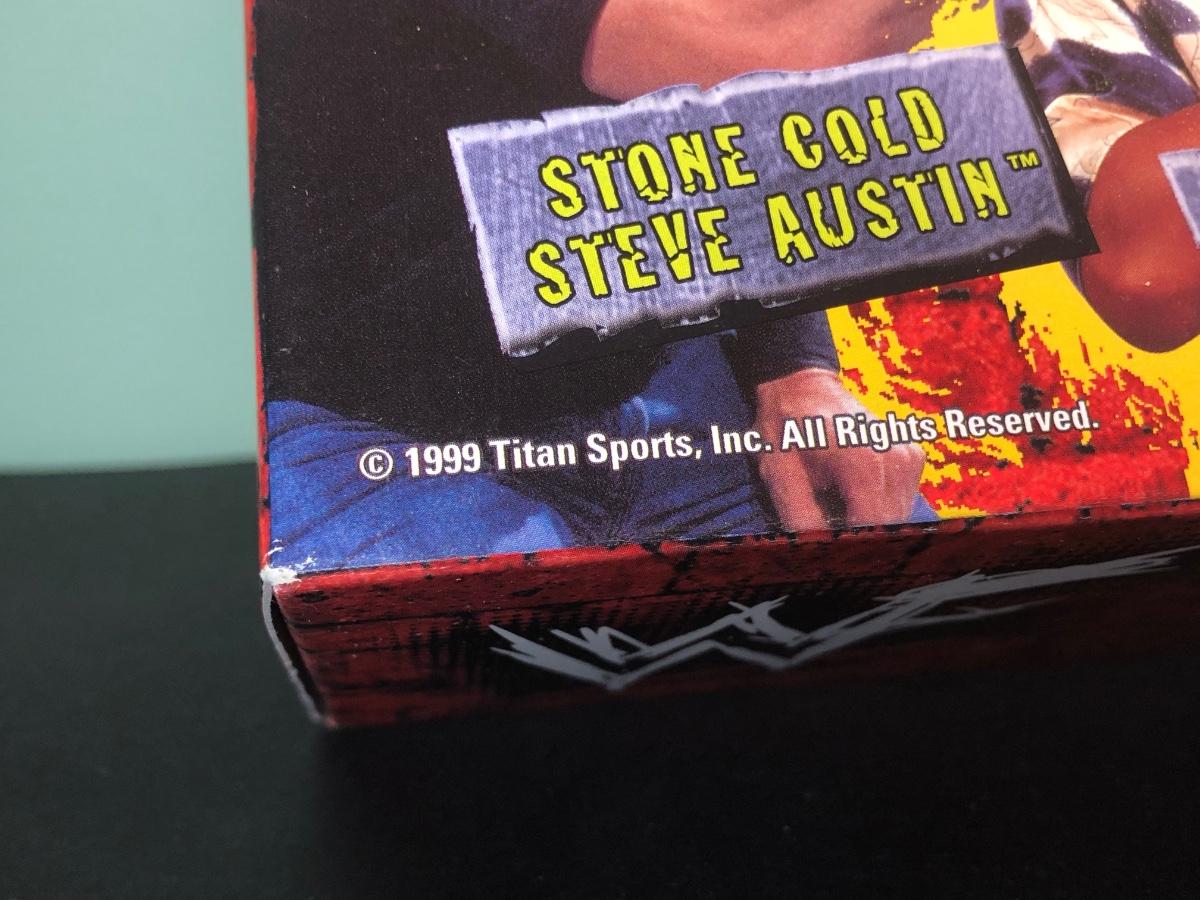 STONE COLD
STEVE AUSTIN™
© 1999 Titan Sports, Inc. All Rights Reserved.